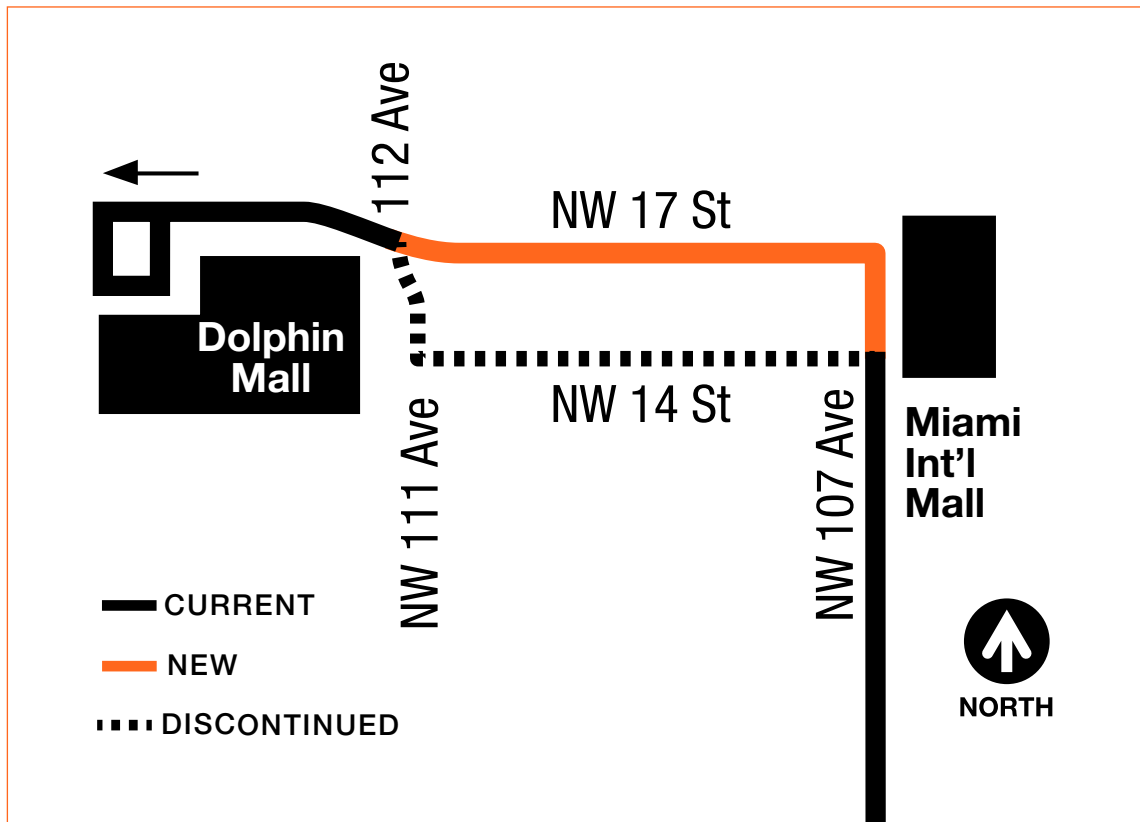 112 Ave
NW 17 St
Dolphin
Mall
NW 14 St
NW 111 Ave
NW 107 Ave
Miami
Int’l
Mall
CURRENT
NEW
DISCONTINUED
NORTH